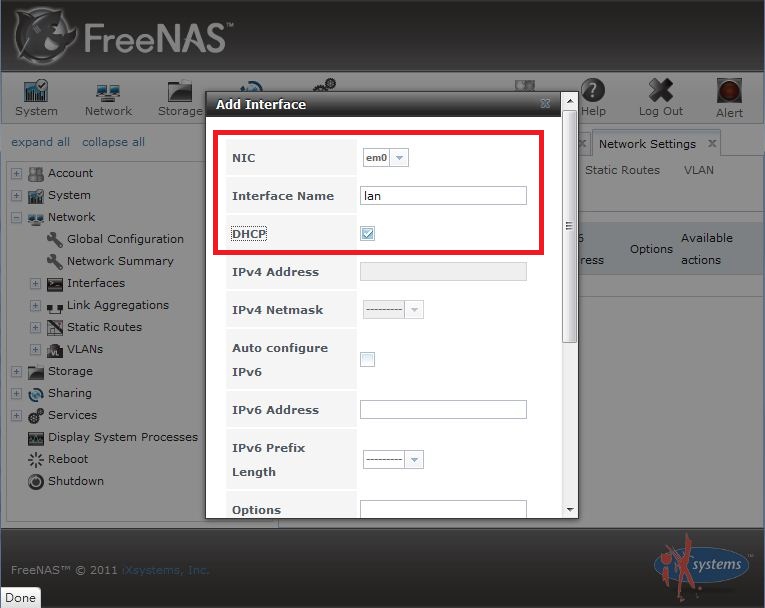 FreeNAS™
System
Network
Storage
Help
Log Out
Alert
expand all collapse all
Account
System
Network
Global Configuration
Network Summary
Interfaces
Link Aggregations
Static Routes
VLANs
Storage
Sharing
Services
Display System Processes
Reboot
Shutdown
Add Interface
NIC em0
Interface Name lan
DHCP
IPv4 Address
IPv4 Netmask ---------
Auto configure
IPv6
IPv6 Address
IPv6 Prefix
Length ---------
Options
Network Settings
Static Routes VLAN
Options
Available
actions
FreeNAS™ © 2011 iXsystems, Inc.
iX systems™
Done